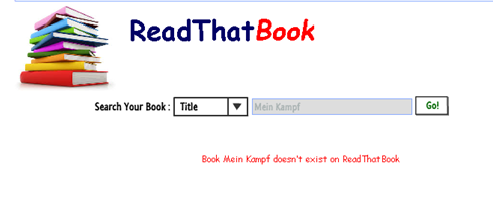 ReadThatBook
Search Your Book : Title Mein Kampf Go!
Book Mein Kampf doesn't exist on ReadThatBook